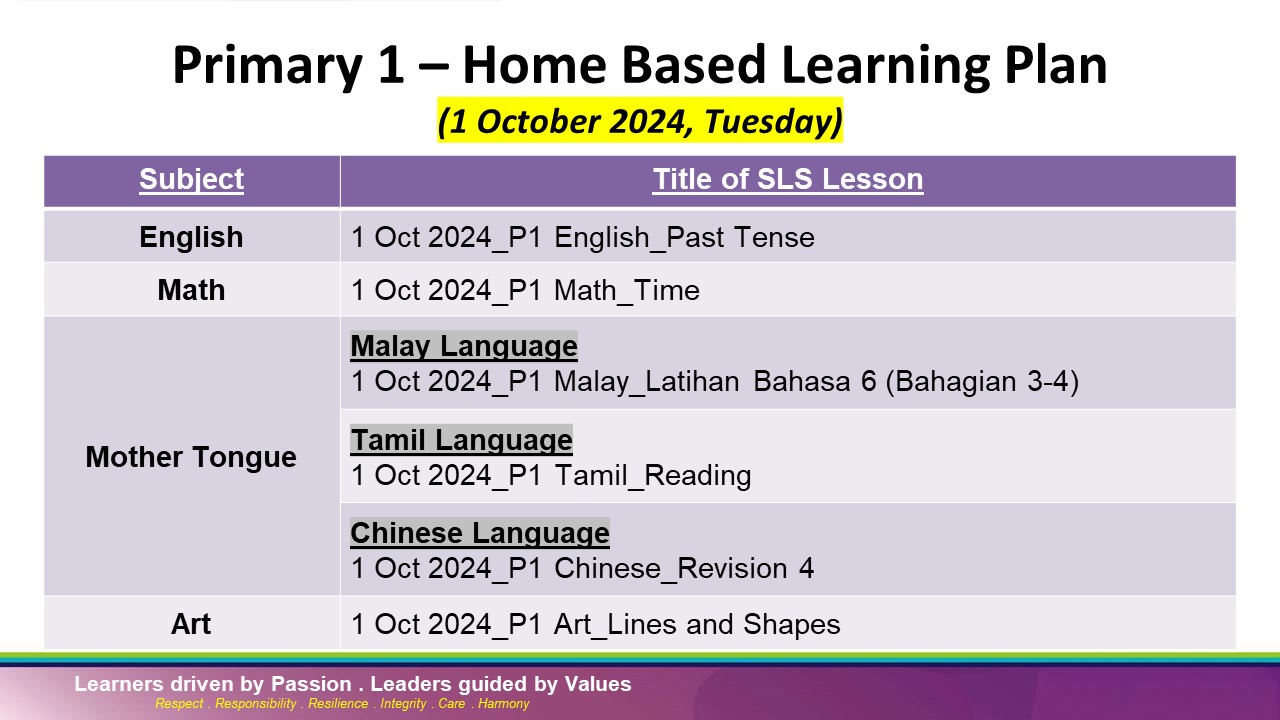 Primary 1 – Home Based Learning Plan
(1 October 2024, Tuesday)
Subject
Title of SLS Lesson
English
1 Oct 2024_P1 English_Past Tense
Math
1 Oct 2024_P1 Math_Time
Mother Tongue
Malay Language
1 Oct 2024_P1 Malay_Latihan Bahasa 6 (Bahagian 3-4)
Tamil Language
1 Oct 2024_P1 Tamil_Reading
Chinese Language
1 Oct 2024_P1 Chinese_Revision 4
Art
1 Oct 2024_P1 Art_Lines and Shapes
Learners driven by Passion . Leaders guided by Values
Respect . Responsibility . Resilience . Integrity . Care . Harmony